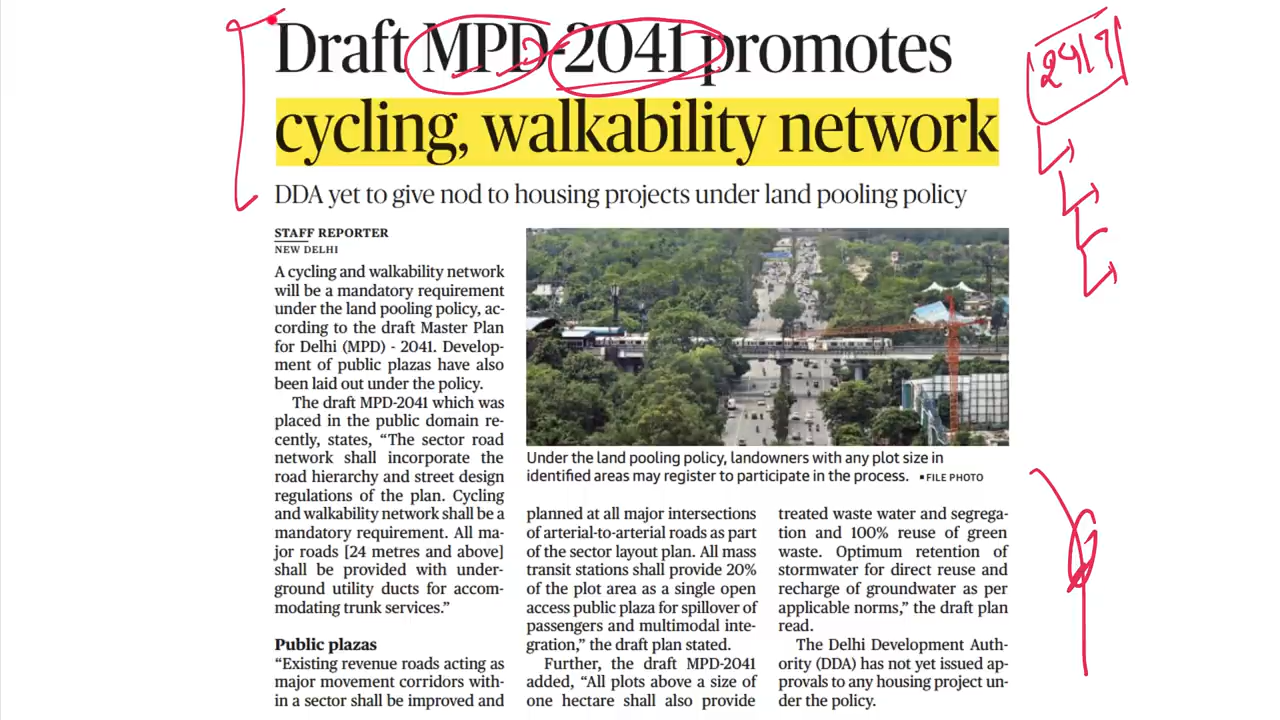 Draft MPD-2041 promotes
cycling, walkability network
DDA yet to give nod to housing projects under land pooling policy
STAFF REPORTER
NEW DELHI
A cycling and walkability network
will be a mandatory requirement
under the land pooling policy, ac-
cording to the draft Master Plan
for Delhi (MPD) - 2041. Develop-
ment of public plazas have also
been laid out under the policy.
The draft MPD-2041 which was
placed in the public domain re-
cently, states, “The sector road
network shall incorporate the
road hierarchy and street design
regulations of the plan. Cycling
and walkability network shall be a
mandatory requirement. All ma-
jor roads [24 metres and above]
shall be provided with under-
ground utility ducts for accom-
modating trunk services.”
Public plazas
“Existing revenue roads acting as
major movement corridors with-
in a sector shall be improved and
Under the land pooling policy, landowners with any plot size in
identified areas may register to participate in the process. ▪FILE PHOTO
planned at all major intersections
of arterial-to-arterial roads as part
of the sector layout plan. All mass
transit stations shall provide 20%
of the plot area as a single open
access public plaza for spillover of
passengers and multimodal inte-
gration,” the draft plan stated.
Further, the draft MPD-2041
added, “All plots above a size of
one hectare shall also provide
treated waste water and segrega-
tion and 100% reuse of green
waste. Optimum retention of
stormwater for direct reuse and
recharge of groundwater as per
applicable norms,” the draft plan
read.
The Delhi Development Auth-
ority (DDA) has not yet issued ap-
provals to any housing project un-
der the policy.